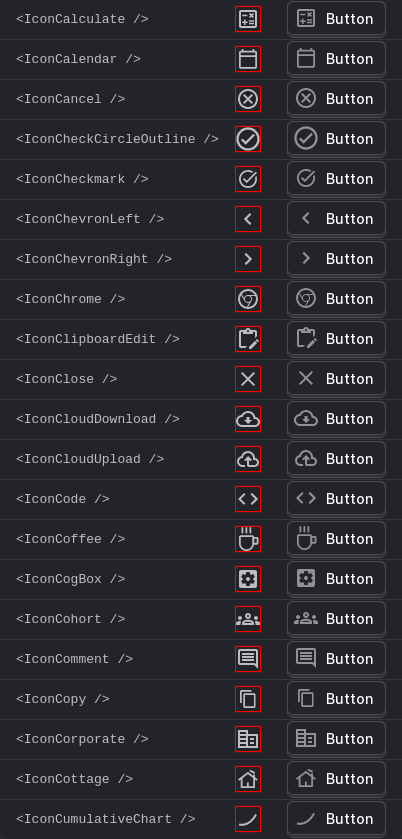 <IconCalculate /> Button
<IconCalendar /> Button
<IconCancel /> Button
<IconCheckCircleOutline /> Button
<IconCheckmark /> Button
<IconChevronLeft /> Button
<IconChevronRight /> Button
<IconChrome /> Button
<IconClipboardEdit /> Button
<IconClose /> Button
<IconCloudDownload /> Button
<IconCloudUpload /> Button
<IconCode /> Button
<IconCoffee /> Button
<IconCogBox /> Button
<IconCohort /> Button
<IconComment /> Button
<IconCopy /> Button
<IconCorporate /> Button
<IconCottage /> Button
<IconCumulativeChart /> Button